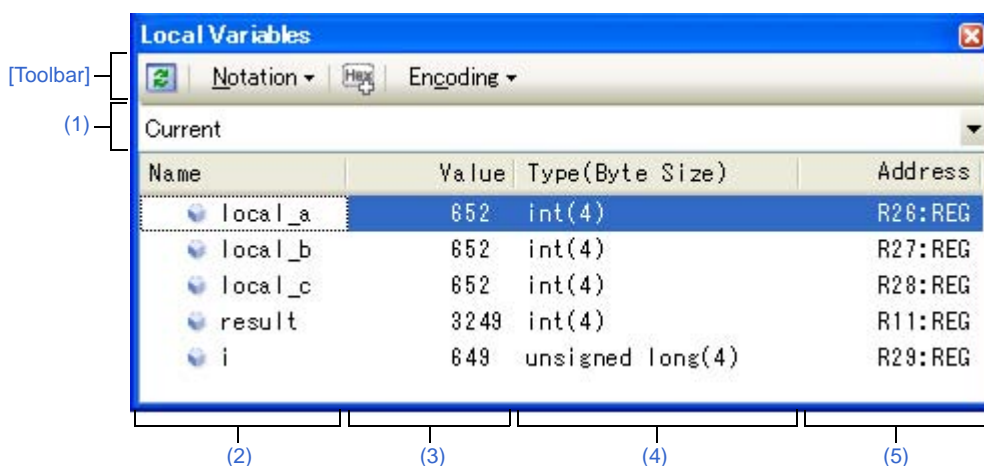 Local Variables
[Toolbar] Notation Hex Encoding
(1) Current
Name Value Type(Byte Size) Address
local_a 652 int(4) R26:REG
local_b 652 int(4) R27:REG
local_c 652 int(4) R28:REG
result 3249 int(4) R11:REG
i 649 unsigned long(4) R29:REG
(2) (3) (4) (5)